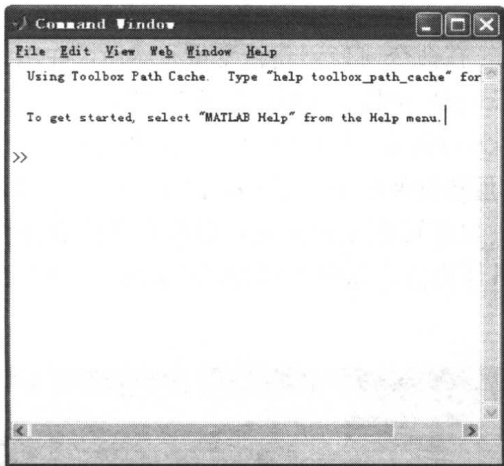 Command Window
File Edit View Web Window Help
Using Toolbox Path Cache. Type "help toolbox_path_cache" for
To get started, select "MATLAB Help" from the Help menu.
>>